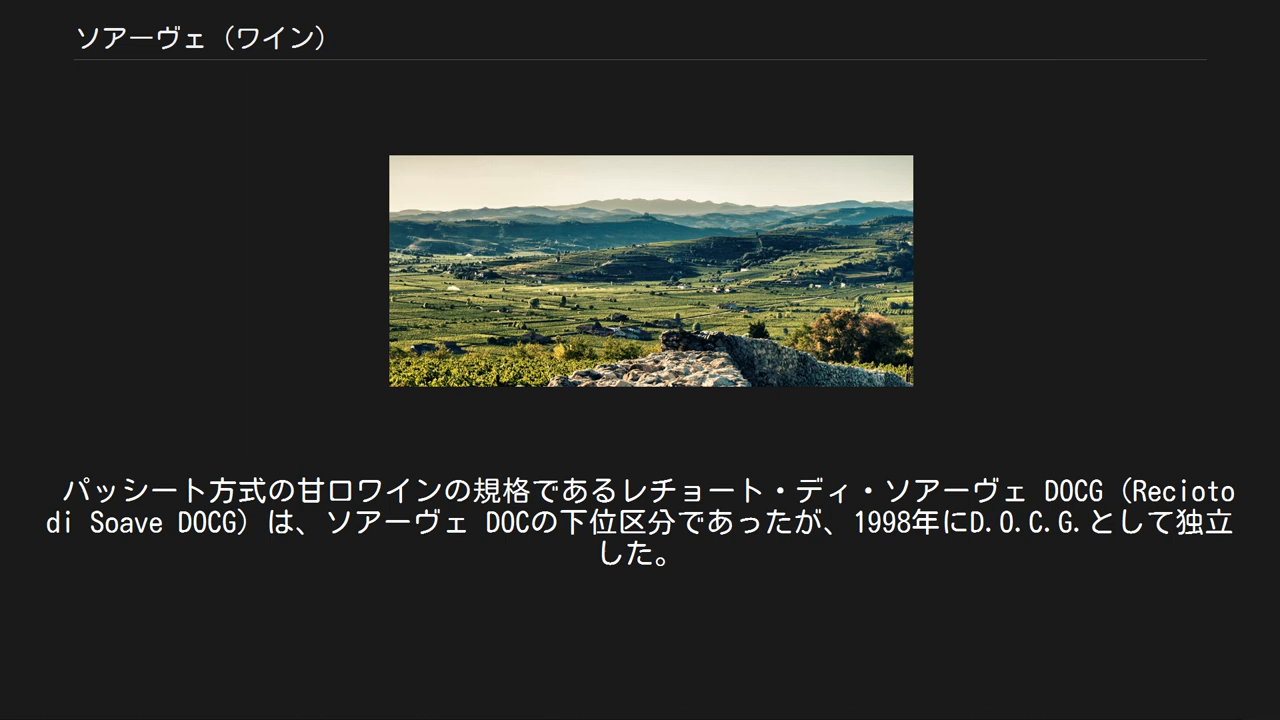 ソアーヴェ（ワイン）
パッシート方式の甘口ワインの規格であるレチョート・ディ・ソアーヴェ DOCG（Recioto
di Soave DOCG）は、ソアーヴェ DOCの下位区分であったが、1998年にD.O.C.G.として独立
した。